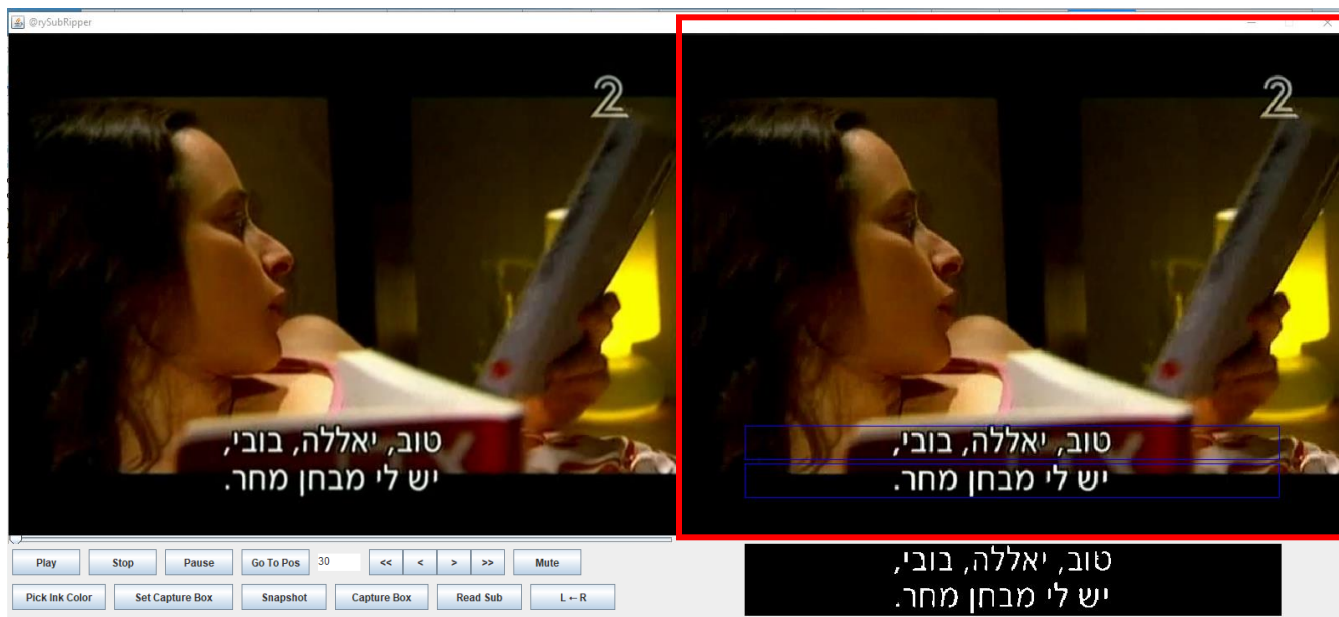 @rySubRipper
2
2
טוב, יאללה, בובי,
יש לי מבחן מחר.
טוב, יאללה, בובי,
יש לי מבחן מחר.
Play Stop Pause Go To Pos 30 << < > >> Mute
Pick Ink Color Set Capture Box Snapshot Capture Box Read Sub L ← R
טוב, יאללה, בובי,
יש לי מבחן מחר.